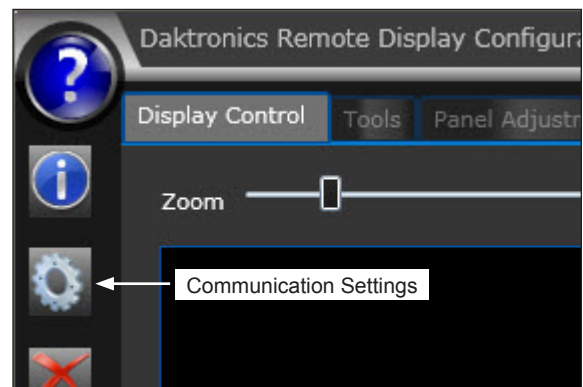 Daktronics Remote Display Configura
Display Control Tools Panel Adjustm
Zoom
Communication Settings